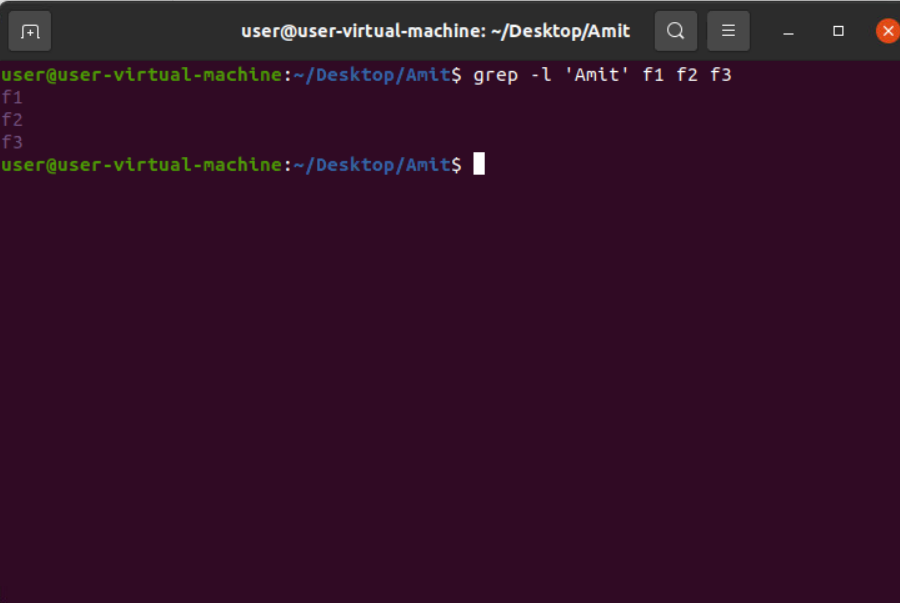 user@user-virtual-machine: ~/Desktop/Amit
user@user-virtual-machine:~/Desktop/Amit$ grep -l 'Amit' f1 f2 f3
f1
f2
f3
user@user-virtual-machine:~/Desktop/Amit$